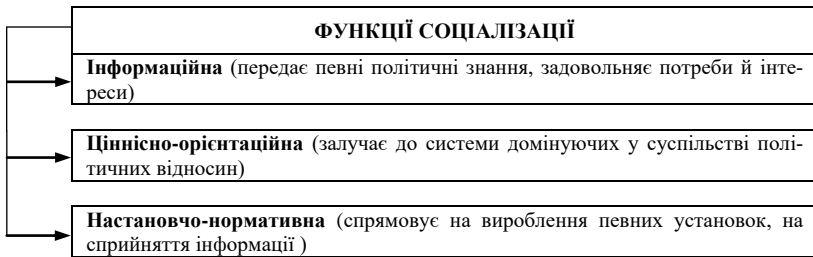 ФУНКЦІЇ СОЦІАЛІЗАЦІЇ
Інформаційна (передає певні політичні знання, задовольняє потреби й інте-
реси)
Ціннісно-орієнтаційна (залучає до системи домінуючих у суспільстві полі-
тичних відносин)
Настановчо-нормативна (спрямовує на вироблення певних установок, на
сприйняття інформації )